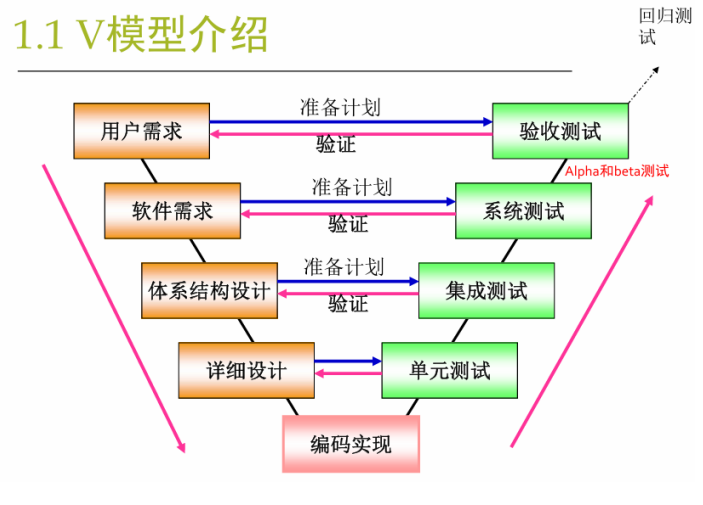 1.1 V模型介绍
回归测
试
准备计划
用户需求
验收测试
验证
Alpha和beta测试
准备计划
软件需求
系统测试
验证
准备计划
体系结构设计
集成测试
验证
详细设计
单元测试
编码实现